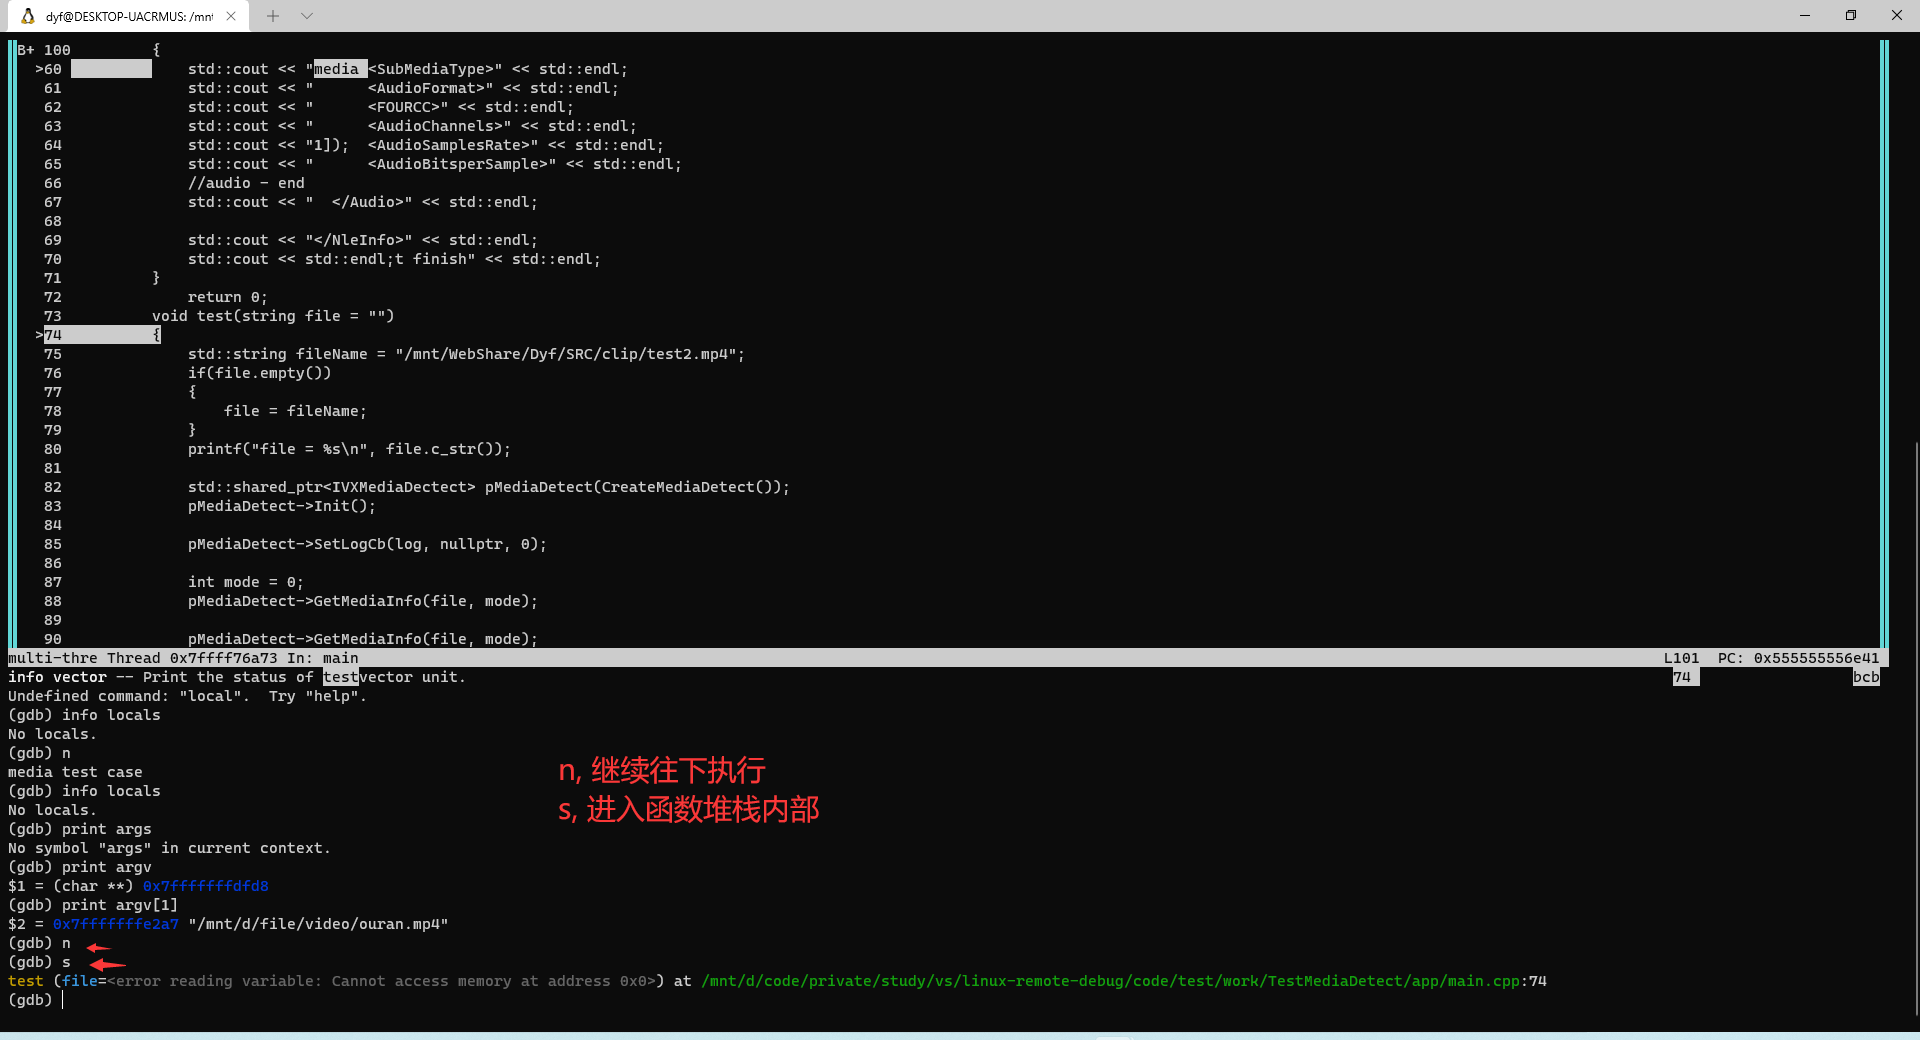 dyf@DESKTOP-UACRMUS: /mnt
B+ 100         {
>60             std::cout << "media <SubMediaType>" << std::endl;
61              std::cout << "      <AudioFormat>" << std::endl;
62              std::cout << "      <FOURCC>" << std::endl;
63              std::cout << "      <AudioChannels>" << std::endl;
64              std::cout << "1]);  <AudioSamplesRate>" << std::endl;
65              std::cout << "      <AudioBitsperSample>" << std::endl;
66              //audio - end
67              std::cout << "  </Audio>" << std::endl;
68
69              std::cout << "</NleInfo>" << std::endl;
70              std::cout << std::endl;t finish" << std::endl;
71          }
72              return 0;
73          void test(string file = "")
>74          {
75              std::string fileName = "/mnt/WebShare/Dyf/SRC/clip/test2.mp4";
76              if(file.empty())
77              {
78                  file = fileName;
79              }
80              printf("file = %s\n", file.c_str());
81
82              std::shared_ptr<IVXMediaDectect> pMediaDetect(CreateMediaDetect());
83              pMediaDetect->Init();
84
85              pMediaDetect->SetLogCb(log, nullptr, 0);
86
87              int mode = 0;
88              pMediaDetect->GetMediaInfo(file, mode);
89
90              pMediaDetect->GetMediaInfo(file, mode);
multi-thre Thread 0x7ffff76a73 In: main L101 PC: 0x555555556e41
info vector -- Print the status of testvector unit. 74 bcb
Undefined command: "local".  Try "help".
(gdb) info locals
No locals.
(gdb) n
media test case
(gdb) info locals
No locals.
(gdb) print args
No symbol "args" in current context.
(gdb) print argv
$1 = (char **) 0x7fffffffdfd8
(gdb) print argv[1]
$2 = 0x7fffffffe2a7 "/mnt/d/file/video/ouran.mp4"
(gdb) n
(gdb) s
test (file=<error reading variable: Cannot access memory at address 0x0>) at /mnt/d/code/private/study/vs/linux-remote-debug/code/test/work/TestMediaDetect/app/main.cpp:74
(gdb)
n, 继续往下执行
s, 进入函数堆栈内部